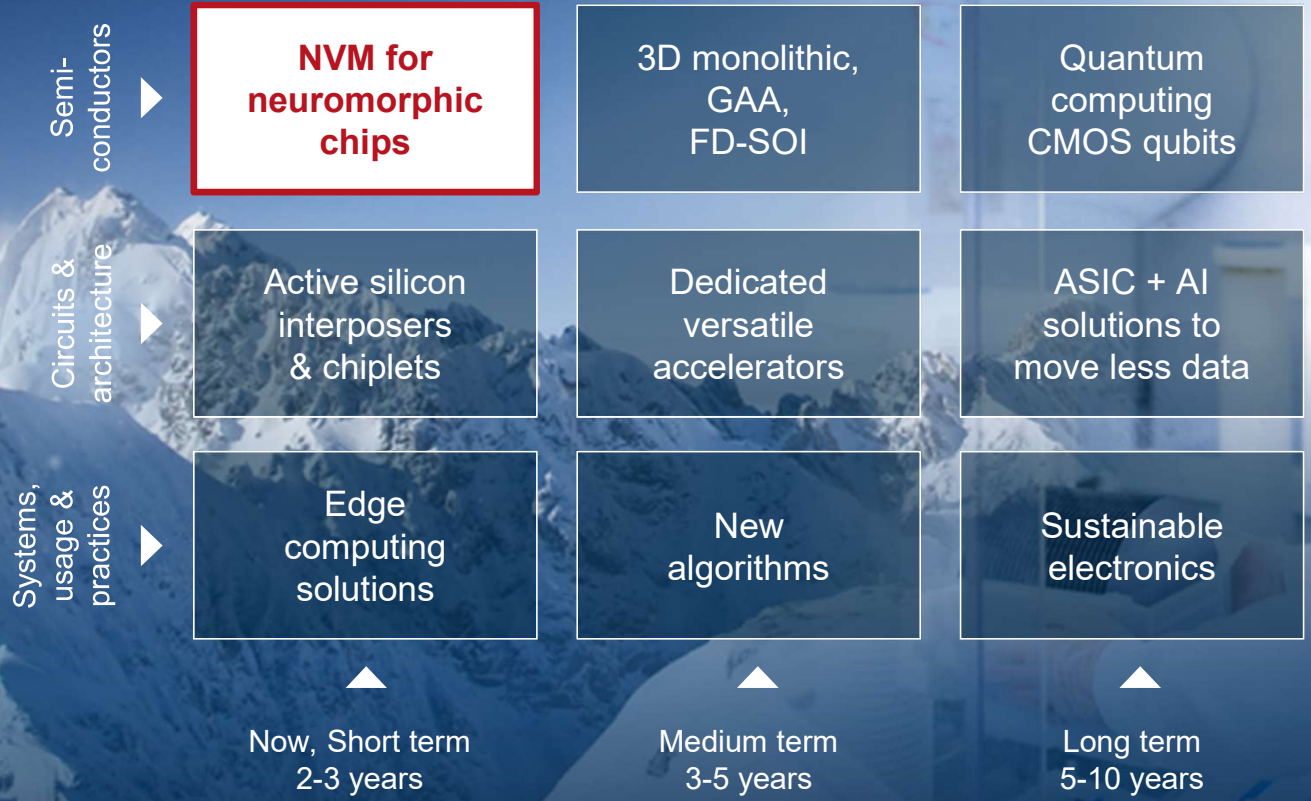 Semi-
conductors
NVM for
neuromorphic
chips
3D monolithic,
GAA,
FD-SOI
Quantum
computing
CMOS qubits
Circuits &
architecture
Active silicon
interposers
& chiplets
Dedicated
versatile
accelerators
ASIC + AI
solutions to
move less data
Systems,
usage &
practices
Edge
computing
solutions
New
algorithms
Sustainable
electronics
Now, Short term
2-3 years
Medium term
3-5 years
Long term
5-10 years